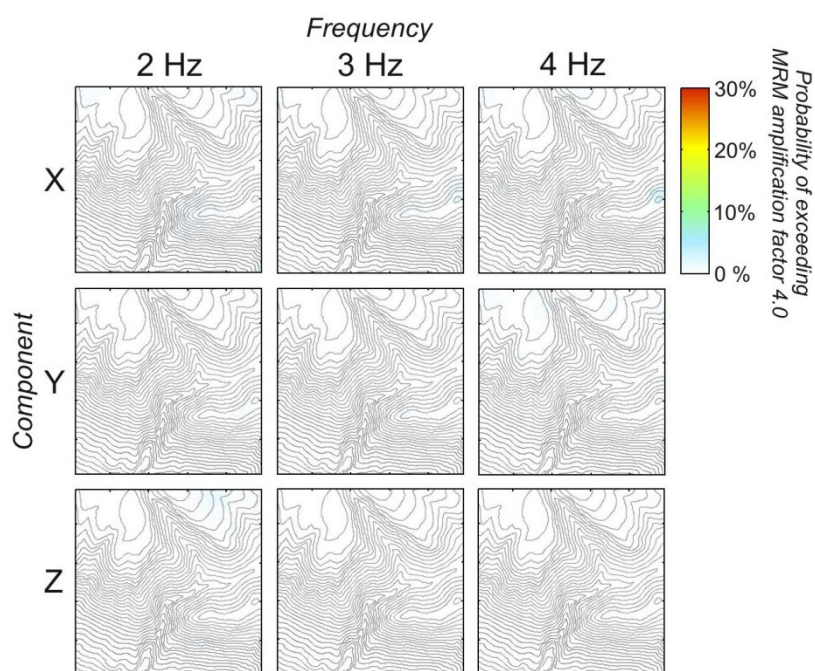 Frequency
2 Hz
3 Hz
4 Hz
Component
X
Y
Z
30%
20%
10%
0 %
Probability of exceeding
MRM amplification factor 4.0